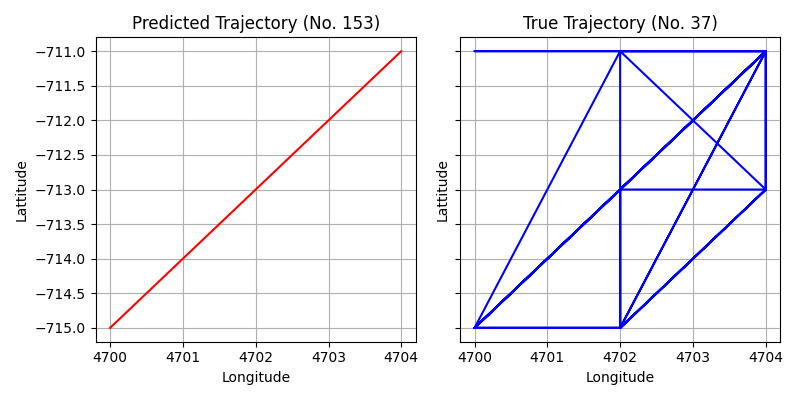 Predicted Trajectory (No. 153)
True Trajectory (No. 37)
Lattitude
−711.0
−711.5
−712.0
−712.5
−713.0
−713.5
−714.0
−714.5
−715.0
4700 4701 4702 4703 4704
Longitude
Lattitude
4700 4701 4702 4703 4704
Longitude